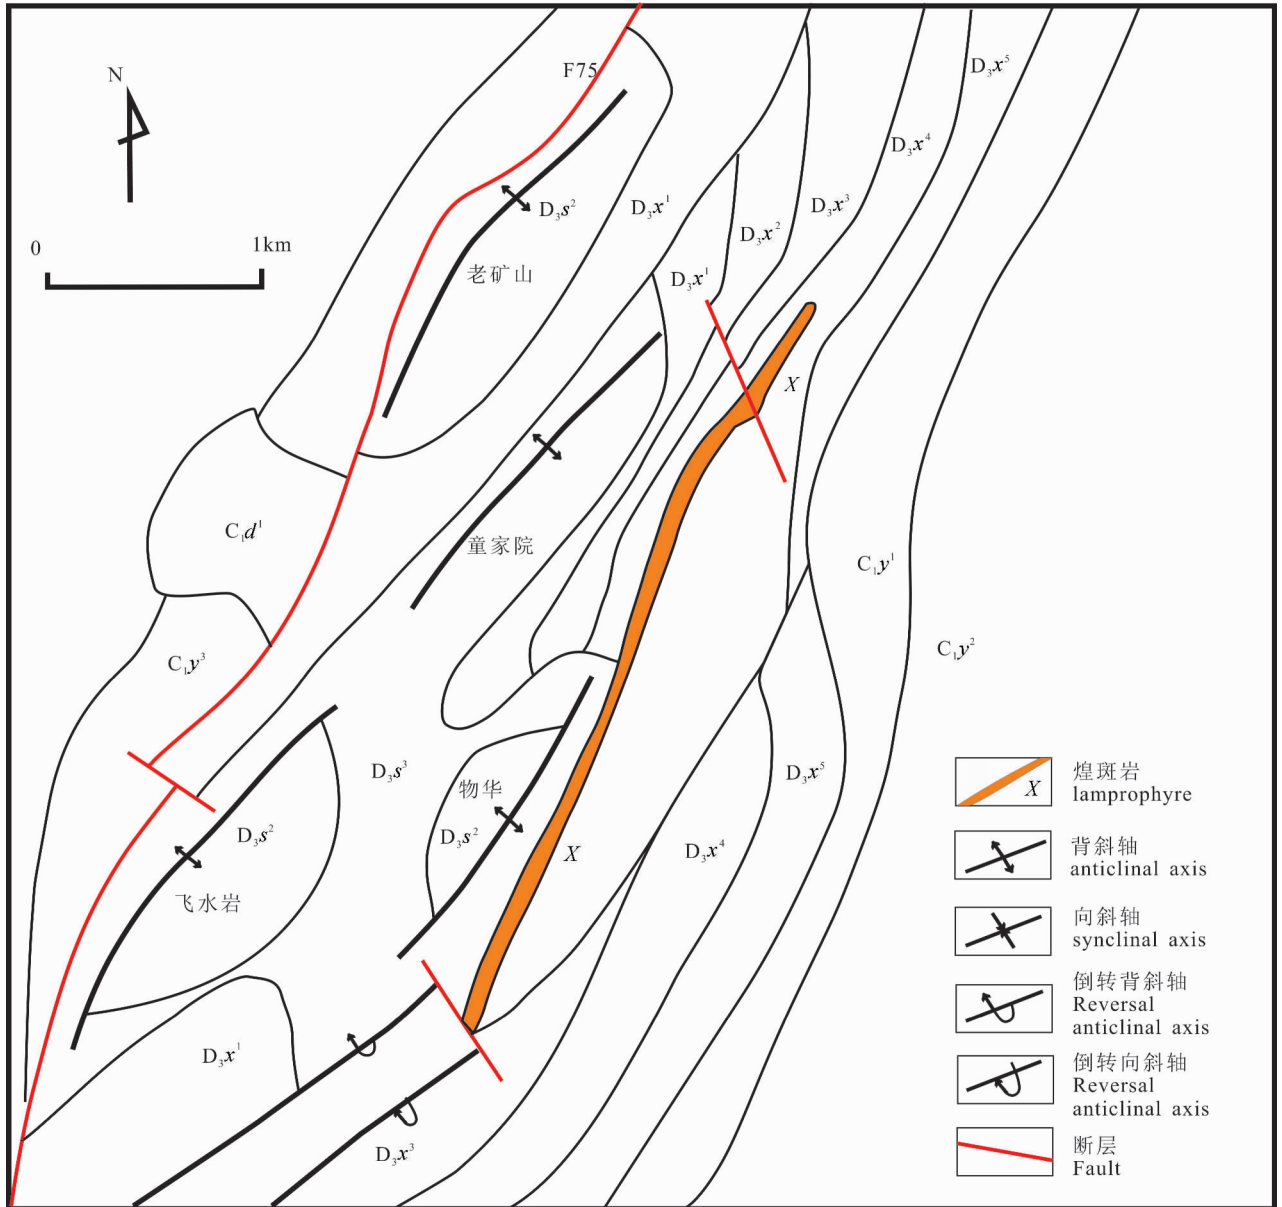 F75
N
D₃x⁵
D₃x⁴
D₃s²
D₃x¹
D₃x³
D₃x²
0
1km
老矿山
D₃x¹
X
C₁d¹
童家院
C₁y¹
C₁y²
C₁y³
D₃s³
D₃x⁵
物华
D₃s²
D₃s²
D₃x⁴
X
飞水岩
D₃x¹
D₃x³
X
煌斑岩
lamprophyre
背斜轴
anticlinal axis
向斜轴
synclinal axis
倒转背斜轴
Reversal
anticlinal axis
倒转向斜轴
Reversal
anticlinal axis
断层
Fault